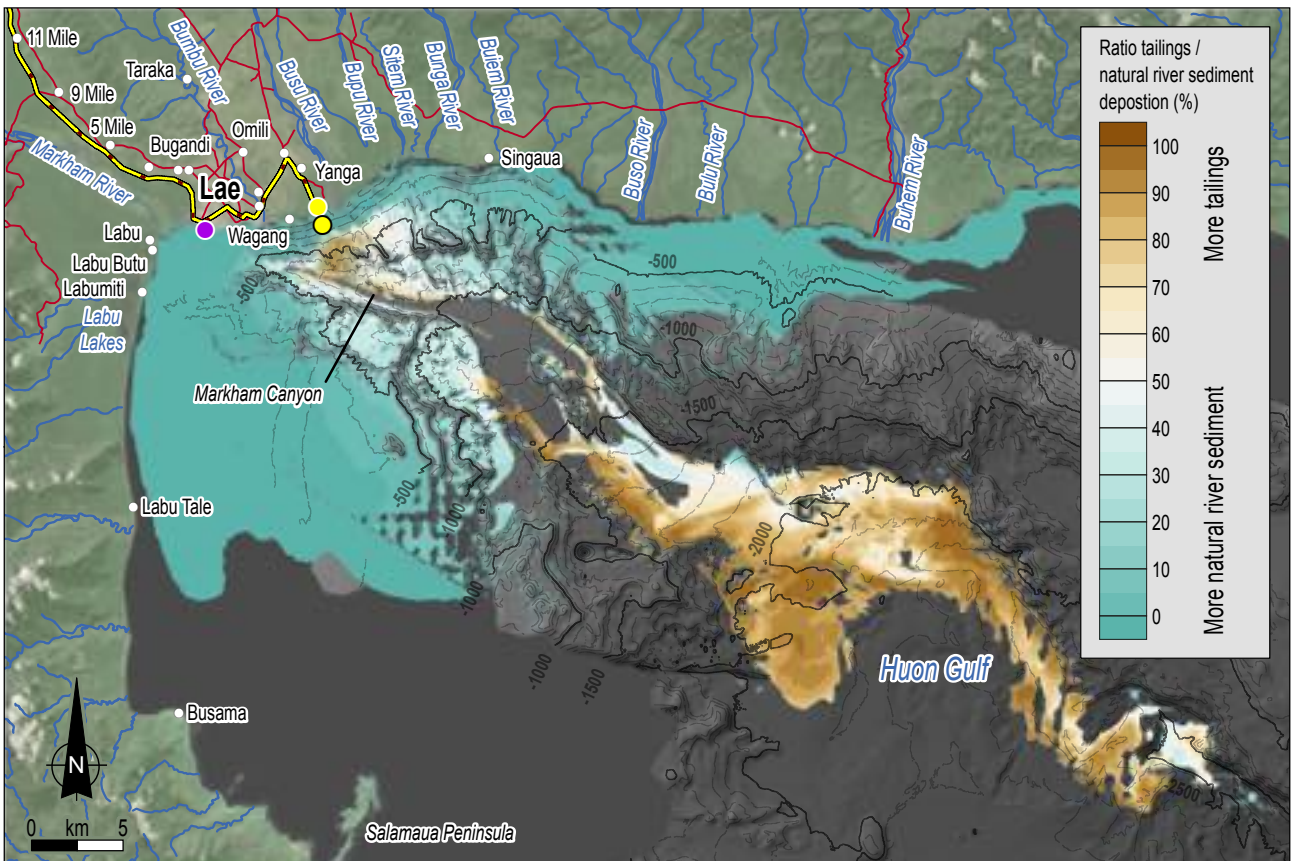 11 Mile
Bumbu River
Taraka
Busu River
Bupu River
Sitem River
Bunga River
Buiem River
9 Mile
5 Mile
Bugandi
Omili
Yanga
Singaua
Markham River
Lae
Wagang
Buso River
Bulu River
Buhem River
Labu
Labu Butu
Labumiti
Labu
Lakes
-500
-500
-1000
-1500
Markham Canyon
-500
-1000
Labu Tale
-2000
-1000
-1000
-1500
Huon Gulf
Busama
-2500
N
0 km 5
Salamaua Peninsula
Ratio tailings /
natural river sediment
depostion (%)
100
90
80
70
60
50
40
30
20
10
0
More tailings
More natural river sediment